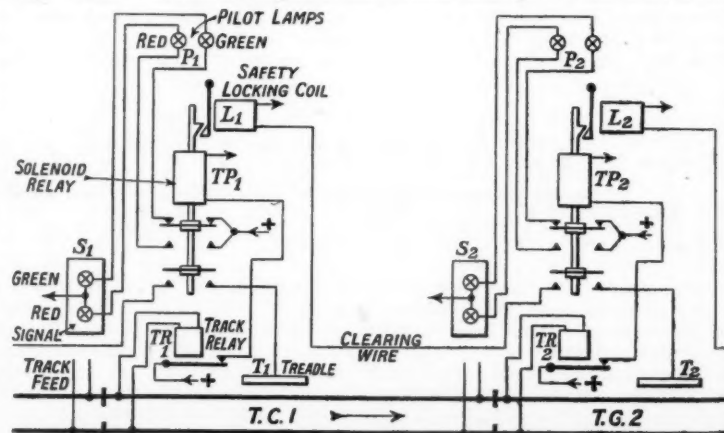 PILOT LAMPS
RED
P1
GREEN
P2
SAFETY
LOCKING COIL
L1
L2
SOLENOID
RELAY
TP1
TP2
+
+
S1
S2
GREEN
RED
SIGNAL
TRACK
RELAY
TR
1
CLEARING
WIRE
TR
2
TRACK
FEED
+
T1 TREADLE
+
T2
T.C.1
T.G.2